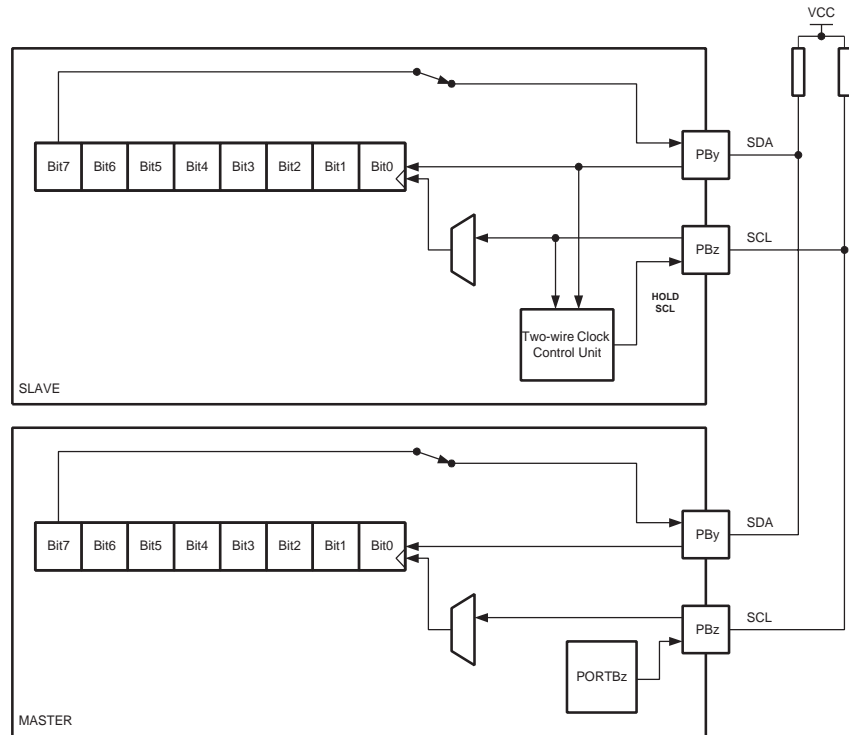 VCC
Bit7 Bit6 Bit5 Bit4 Bit3 Bit2 Bit1 Bit0
PBy
SDA
PBz
SCL
HOLD
SCL
Two-wire Clock
Control Unit
SLAVE
Bit7 Bit6 Bit5 Bit4 Bit3 Bit2 Bit1 Bit0
PBy
SDA
PBz
SCL
PORTBz
MASTER